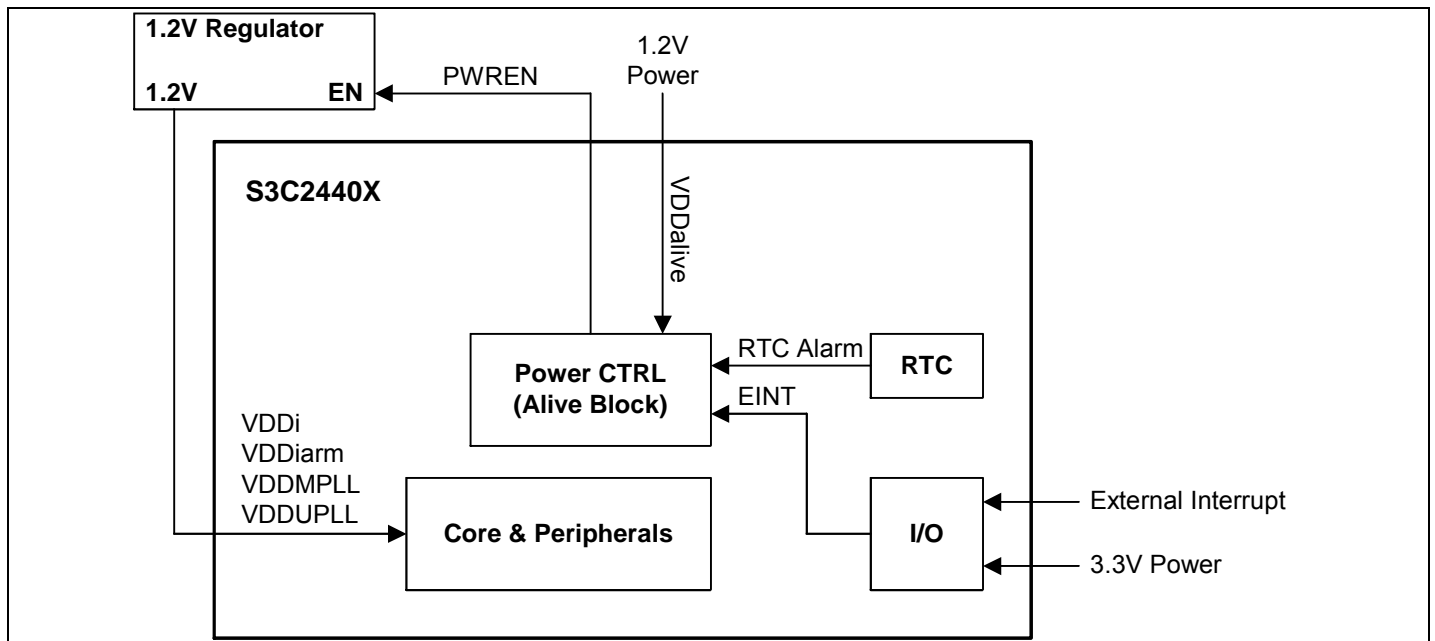 1.2V Regulator
1.2V
EN
PWREN
1.2V
Power
S3C2440X
VDDalive
Power CTRL
(Alive Block)
RTC Alarm
RTC
EINT
VDDi
VDDiarm
VDDMPLL
VDDUPLL
Core & Peripherals
I/O
External Interrupt
3.3V Power